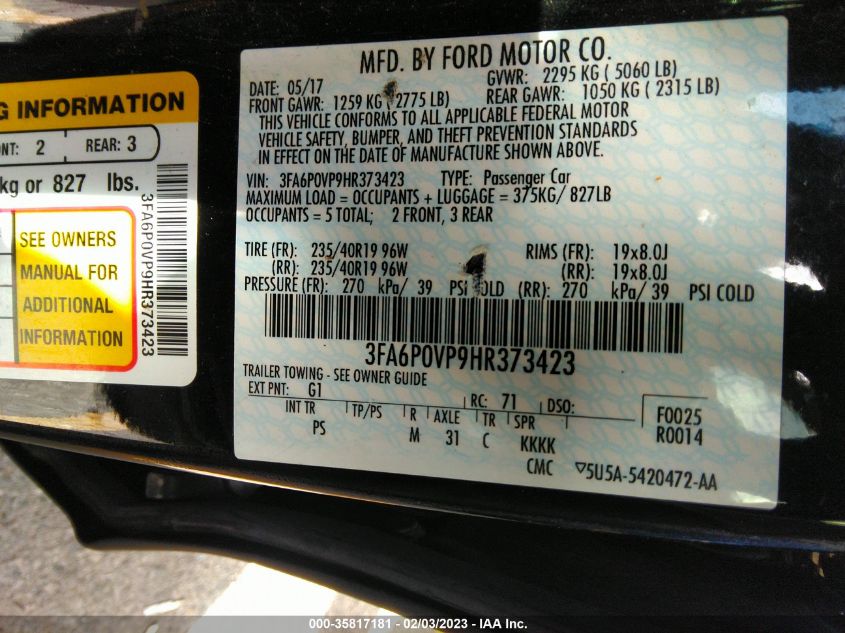 G INFORMATION
NT: 2 REAR: 3
kg or 827 lbs.
SEE OWNERS
MANUAL FOR
ADDITIONAL
INFORMATION
3FA6P0VP9HR373423
MFD. BY FORD MOTOR CO.
DATE: 05/17 GVWR: 2295 KG ( 5060 LB)
FRONT GAWR: 1259 KG ( 2775 LB) REAR GAWR: 1050 KG ( 2315 LB)
THIS VEHICLE CONFORMS TO ALL APPLICABLE FEDERAL MOTOR
VEHICLE SAFETY, BUMPER, AND THEFT PREVENTION STANDARDS
IN EFFECT ON THE DATE OF MANUFACTURE SHOWN ABOVE.
VIN: 3FA6P0VP9HR373423 TYPE: Passenger Car
MAXIMUM LOAD = OCCUPANTS + LUGGAGE = 375KG/ 827LB
OCCUPANTS = 5 TOTAL; 2 FRONT, 3 REAR
TIRE (FR): 235/40R19 96W RIMS (FR): 19x8.0J
(RR): 235/40R19 96W (RR): 19x8.0J
PRESSURE (FR): 270 kPa/ 39 PSI COLD (RR): 270 kPa/ 39 PSI COLD
3FA6P0VP9HR373423
TRAILER TOWING - SEE OWNER GUIDE
EXT PNT: G1 RC: 71 DSO:
INT TR TP/PS R AXLE TR SPR F0025
PS M 31 C KKKK R0014
CMC ▽5U5A-5420472-AA
000-35817181 - 02/03/2023 - IAA Inc.